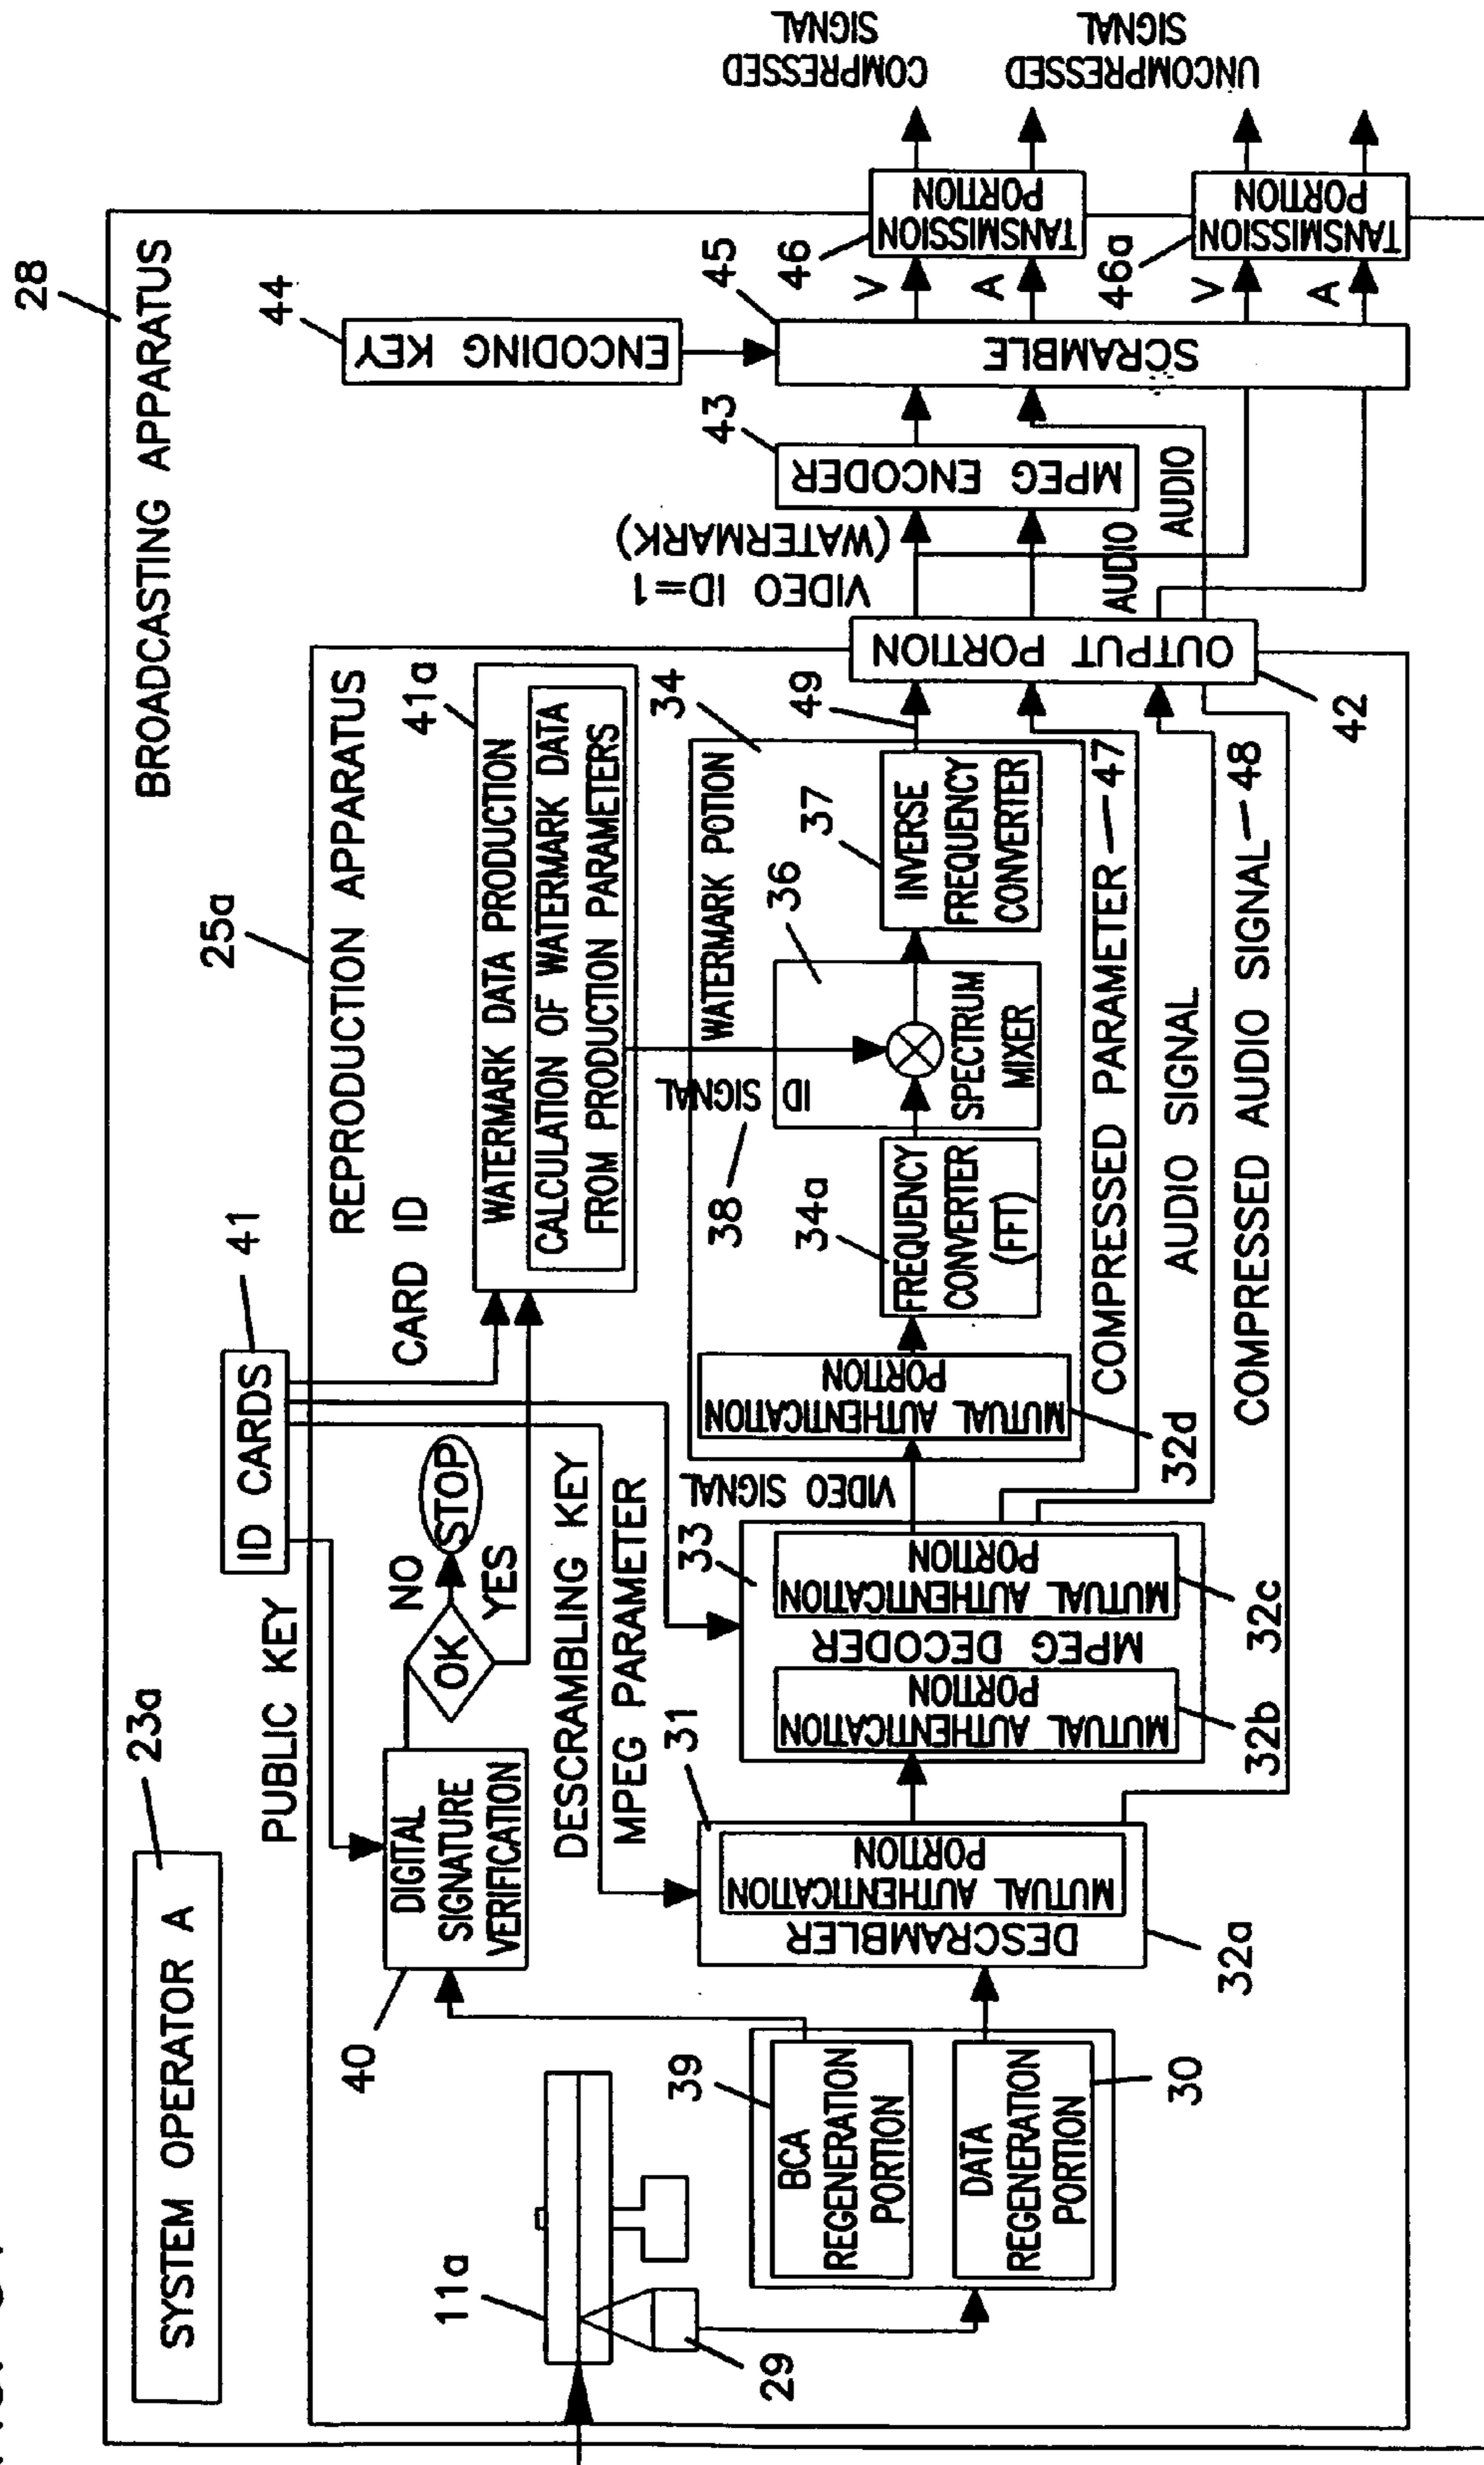 28
BROADCASTING APPARATUS
SYSTEM OPERATOR A
23a
ID CARDS
41
25a
REPRODUCTION APPARATUS
PUBLIC KEY
CARD ID
11a
29
40
DIGITAL
SIGNATURE
VERIFICATION
OK
NO
YES
STOP
41a
WATERMARK DATA PRODUCTION
CALCULATION OF WATERMARK DATA
FROM PRODUCTION PARAMETERS
DESCRAMBLING KEY
MPEG PARAMETER
39
BCA
REGENERATION
PORTION
DATA
REGENERATION
PORTION
30
31
DESCRAMBLER
MUTUAL AUTHENTICATION
PORTION
32a
33
MUTUAL AUTHENTICATION
PORTION
MPEG DECODER
MUTUAL AUTHENTICATION
PORTION
32b
32c
VIDEO SIGNAL
34
WATERMARK POTION
MUTUAL AUTHENTICATION
PORTION
32d
38
ID SIGNAL
34a
FREQUENCY
CONVERTER
(FFT)
36
SPECTRUM
MIXER
37
INVERSE
FREQUENCY
CONVERTER
49
COMPRESSED PARAMETER
47
AUDIO SIGNAL
COMPRESSED AUDIO SIGNAL
48
OUTPUT PORTION
42
VIDEO ID=1
(WATERMARK)
AUDIO
AUDIO
43
MPEG ENCODER
44
ENCODING KEY
45
SCRAMBLE
V
A
V
A
46
TANSMISSION
PORTION
46a
TANSMISSION
PORTION
COMPRESSED
SIGNAL
UNCOMPRESSED
SIGNAL